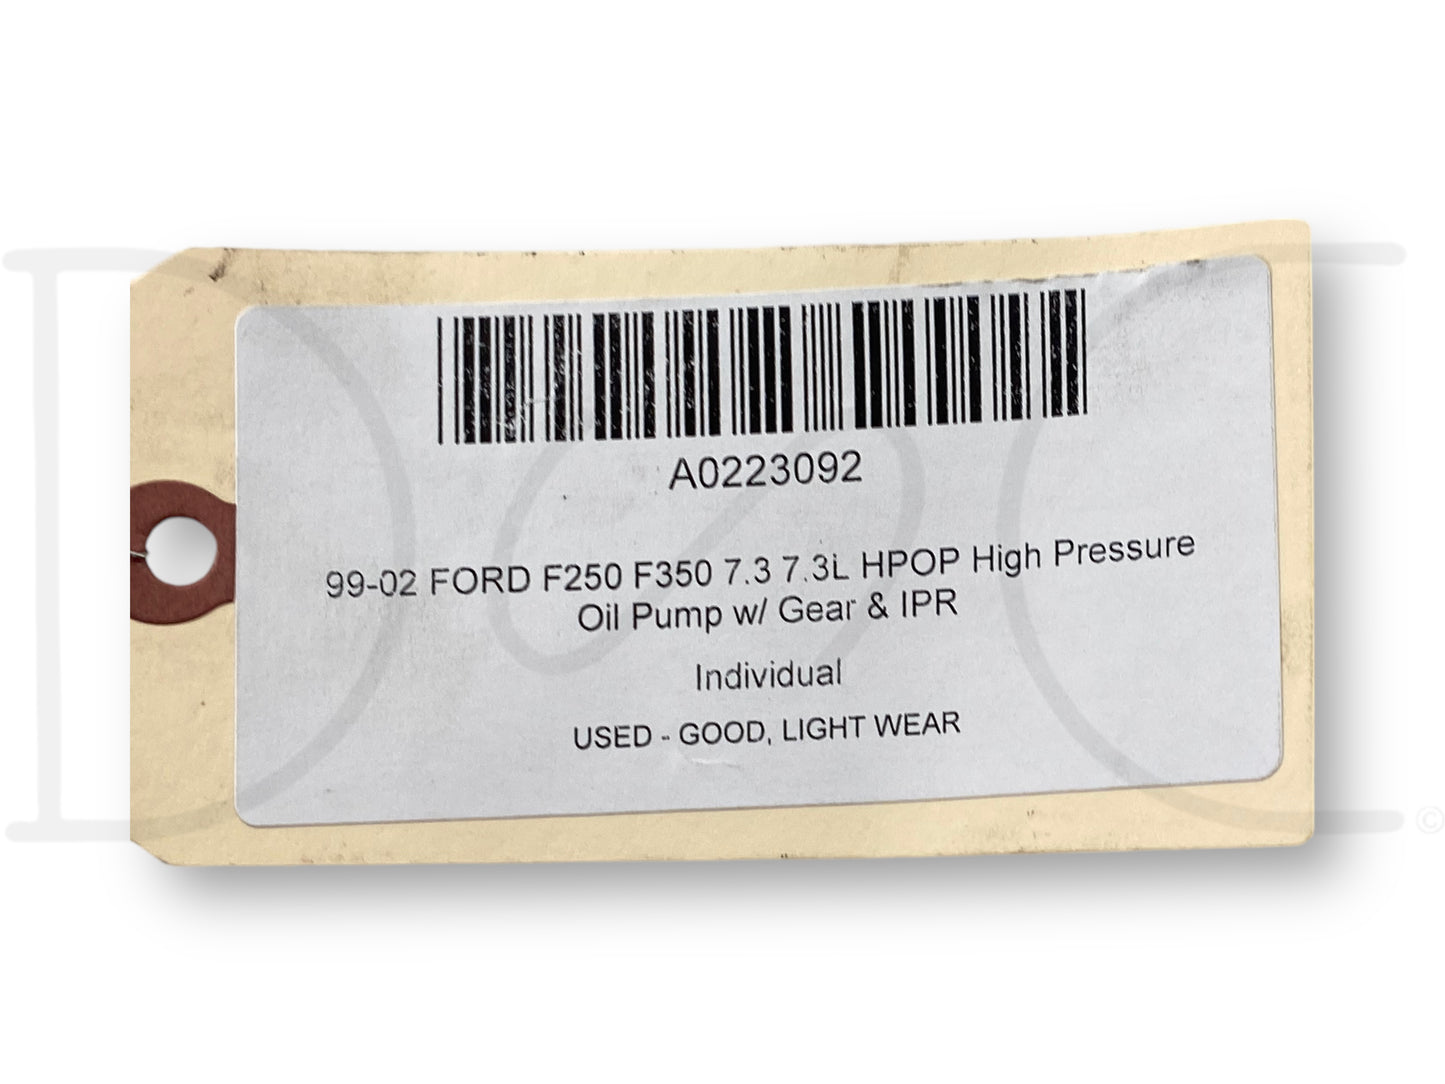 A0223092
99-02 FORD F250 F350 7.3 7.3L HPOP High Pressure
Oil Pump w/ Gear & IPR
Individual
USED - GOOD, LIGHT WEAR
©